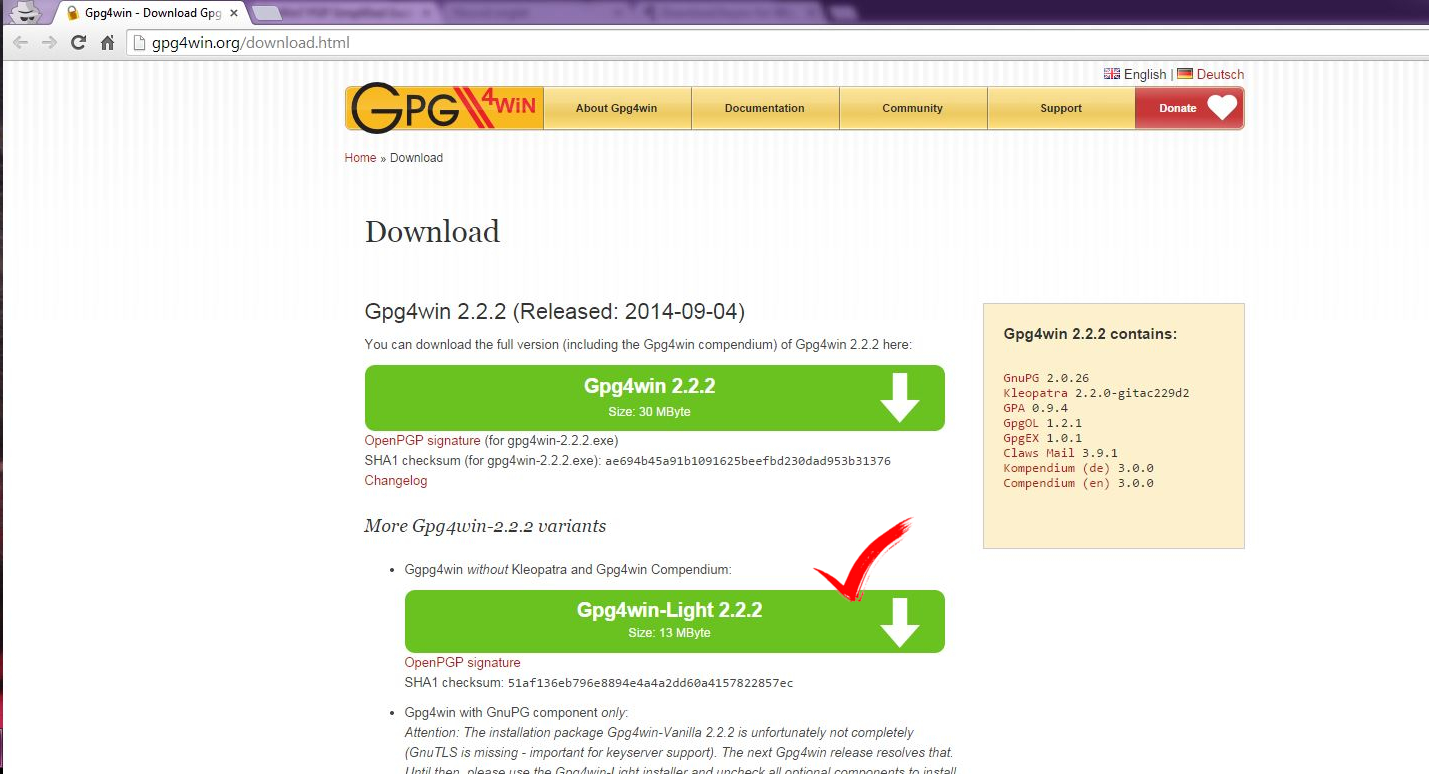 Gpg4win - Download Gpg
gpg4win.org/download.html
English | Deutsch
GPG4WiN
About Gpg4win
Documentation
Community
Support
Donate
Home » Download
Download
Gpg4win 2.2.2 (Released: 2014-09-04)
You can download the full version (including the Gpg4win compendium) of Gpg4win 2.2.2 here:
Gpg4win 2.2.2
Size: 30 MByte
OpenPGP signature (for gpg4win-2.2.2.exe)
SHA1 checksum (for gpg4win-2.2.2.exe): ae694b45a91b1091625beefbd230dad953b31376
Changelog
More Gpg4win-2.2.2 variants
• Ggpg4win without Kleopatra and Gpg4win Compendium:
Gpg4win-Light 2.2.2
Size: 13 MByte
OpenPGP signature
SHA1 checksum: 51af136eb796e8894e4a4a2dd60a4157822857ec
• Gpg4win with GnuPG component only:
Attention: The installation package Gpg4win-Vanilla 2.2.2 is unfortunately not completely
(GnuTLS is missing - important for keyserver support). The next Gpg4win release resolves that.
Until then, please use the Gpg4win-Light installer and uncheck all optional components to install
Gpg4win 2.2.2 contains:
GnuPG 2.0.26
Kleopatra 2.2.0-gitac229d2
GPA 0.9.4
GpgOL 1.2.1
GpgEX 1.0.1
Claws Mail 3.9.1
Kompendium (de) 3.0.0
Compendium (en) 3.0.0